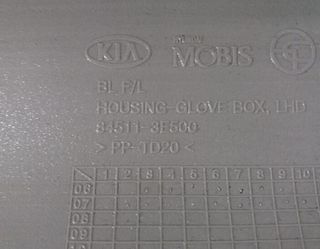 KIA MOBIS
BL F/L
HOUSING-GLOVE BOX, LHD
84511-3E500
> PP-TD20 <
1 2 3 4 5 6 7 8 9 10
06
07
08
09